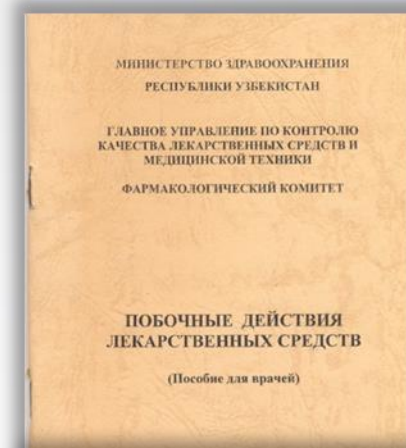 МИНИСТЕРСТВО ЗДРАВООХРАНЕНИЯ
РЕСПУБЛИКИ УЗБЕКИСТАН
ГЛАВНОЕ УПРАВЛЕНИЕ ПО КОНТРОЛЮ
КАЧЕСТВА ЛЕКАРСТВЕННЫХ СРЕДСТВ И
МЕДИЦИНСКОЙ ТЕХНИКИ
ФАРМАКОЛОГИЧЕСКИЙ КОМИТЕТ
ПОБОЧНЫЕ ДЕЙСТВИЯ
ЛЕКАРСТВЕННЫХ СРЕДСТВ
(Пособие для врачей)